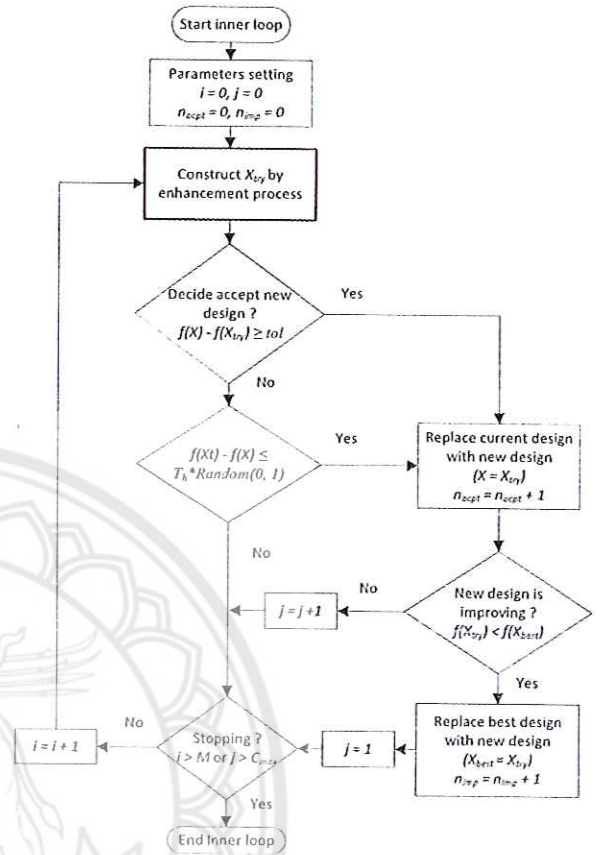 Start inner loop
Parameters setting
i = 0, j = 0
n_acpt = 0, n_imp = 0
Construct X_try by
enhancement process
Decide accept new
design ?
f(X) - f(X_try) ≥ tol
Yes
No
f(Xt) - f(X) ≤
T_h*Random(0, 1)
Yes
Replace current design
with new design
(X = X_try)
n_acpt = n_acpt + 1
No
New design is
improving ?
f(X_try) < f(X_best)
No
j = j+1
Yes
Replace best design
with new design
(X_best = X_try)
n_imp = n_imp + 1
j = 1
Stopping ?
i > M or j > C
No
i = i + 1
Yes
End Inner loop